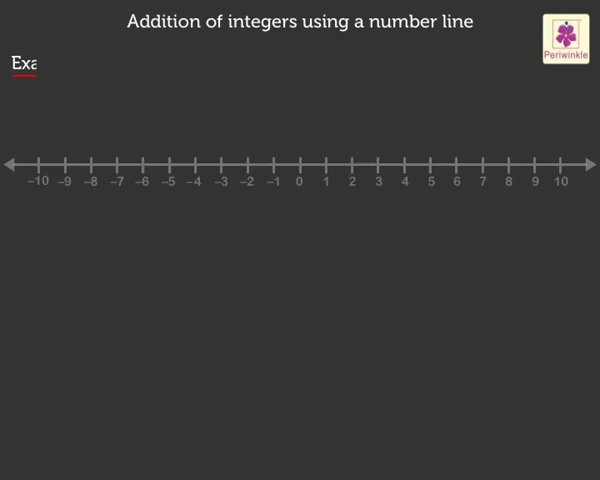 Addition of integers using a number line
Periwinkle
Exa
–10 –9 –8 –7 –6 –5 –4 –3 –2 –1 0 1 2 3 4 5 6 7 8 9 10